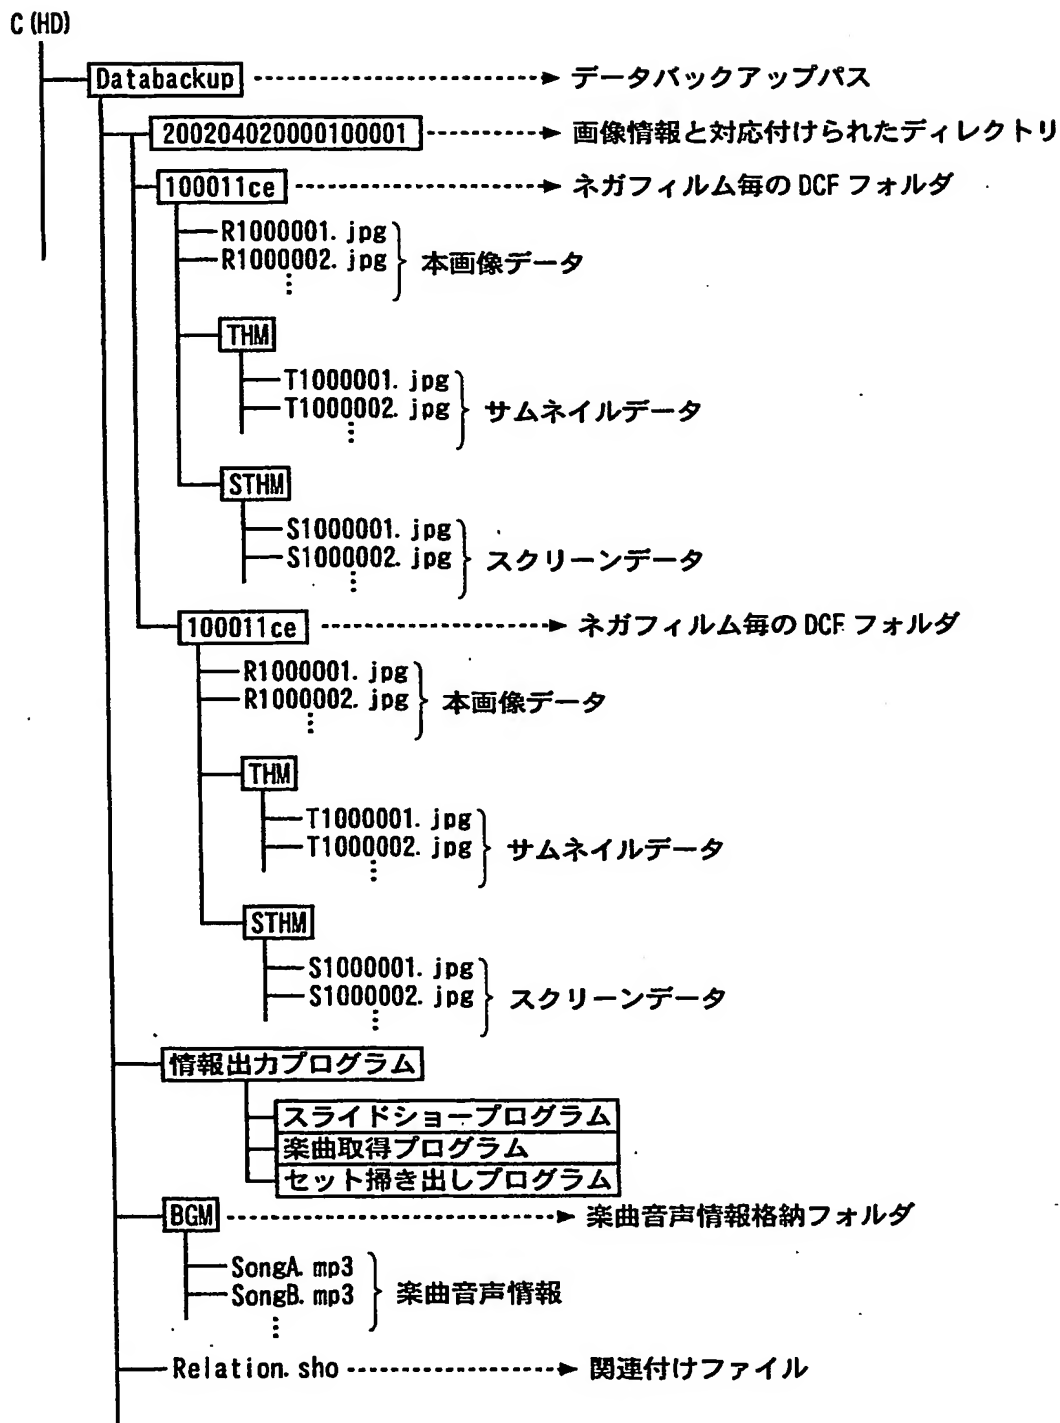 C(HD)
Databackup データバックアップパス
200204020000100001 画像情報と対応付けられたディレクトリ
100011ce ネガフィルム毎のDCFフォルダ
R1000001.jpg
R1000002.jpg 本画像データ
THM
T1000001.jpg
T1000002.jpg サムネイルデータ
STHM
S1000001.jpg
S1000002.jpg スクリーンデータ
100011ce ネガフィルム毎のDCFフォルダ
R1000001.jpg
R1000002.jpg 本画像データ
THM
T1000001.jpg
T1000002.jpg サムネイルデータ
STHM
S1000001.jpg
S1000002.jpg スクリーンデータ
情報出力プログラム
スライドショープログラム
楽曲取得プログラム
セット掃き出しプログラム
BGM 楽曲音声情報格納フォルダ
SongA.mp3
SongB.mp3 楽曲音声情報
Relation.sho 関連付けファイル